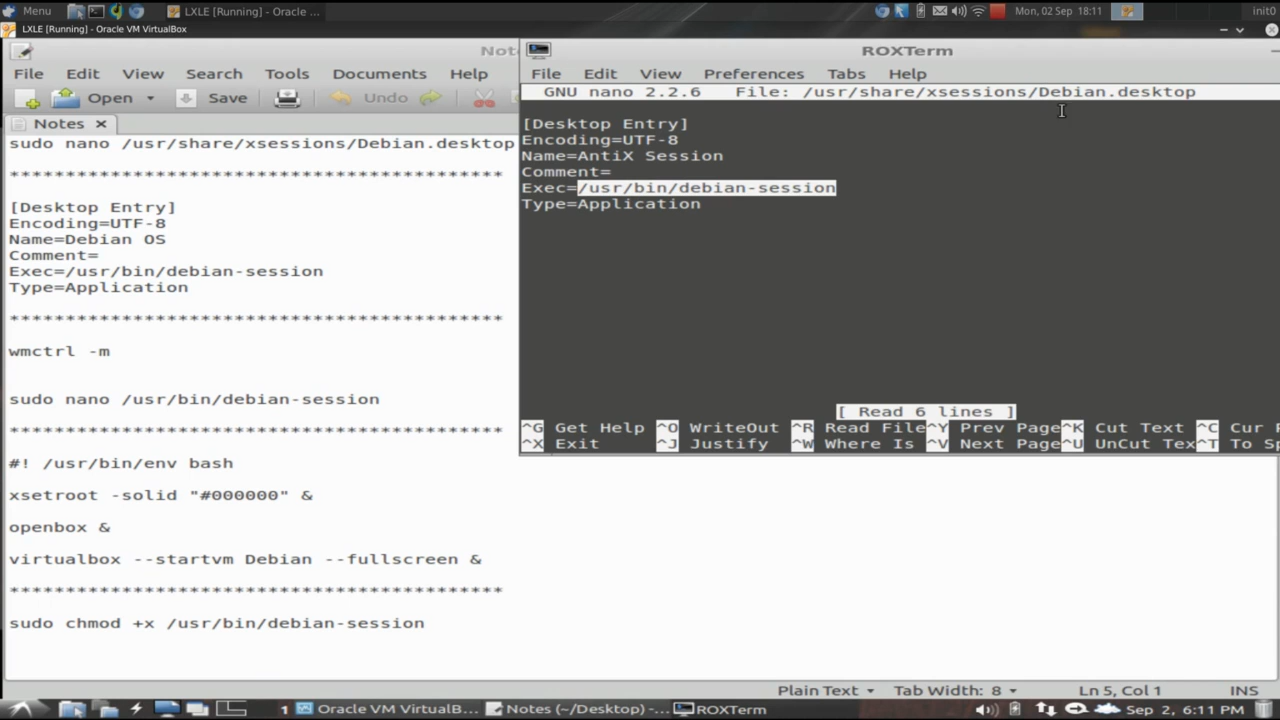 Menu
LXLE [Running] - Oracle ...
Mon, 02 Sep 18:11
init0
LXLE [Running] - Oracle VM VirtualBox
File Edit View Search Tools Documents Help
Open Save Undo
Notes
sudo nano /usr/share/xsessions/Debian.desktop
*******************************************
[Desktop Entry]
Encoding=UTF-8
Name=Debian OS
Comment=
Exec=/usr/bin/debian-session
Type=Application
*******************************************
wmctrl -m
sudo nano /usr/bin/debian-session
*******************************************
#! /usr/bin/env bash
xsetroot -solid "#000000" &
openbox &
virtualbox --startvm Debian --fullscreen &
*******************************************
sudo chmod +x /usr/bin/debian-session
ROXTerm
File Edit View Preferences Tabs Help
GNU nano 2.2.6 File: /usr/share/xsessions/Debian.desktop
[Desktop Entry]
Encoding=UTF-8
Name=AntiX Session
Comment=
Exec=/usr/bin/debian-session
Type=Application
[ Read 6 lines ]
^G Get Help ^O WriteOut ^R Read File ^Y Prev Page ^K Cut Text ^C Cur
^X Exit ^J Justify ^W Where Is ^V Next Page ^U UnCut Tex ^T To Sp
Plain Text Tab Width: 8 Ln 5, Col 1 INS
1 Oracle VM VirtualB... Notes (~/Desktop) -... ROXTerm Sep 2, 6:11 PM